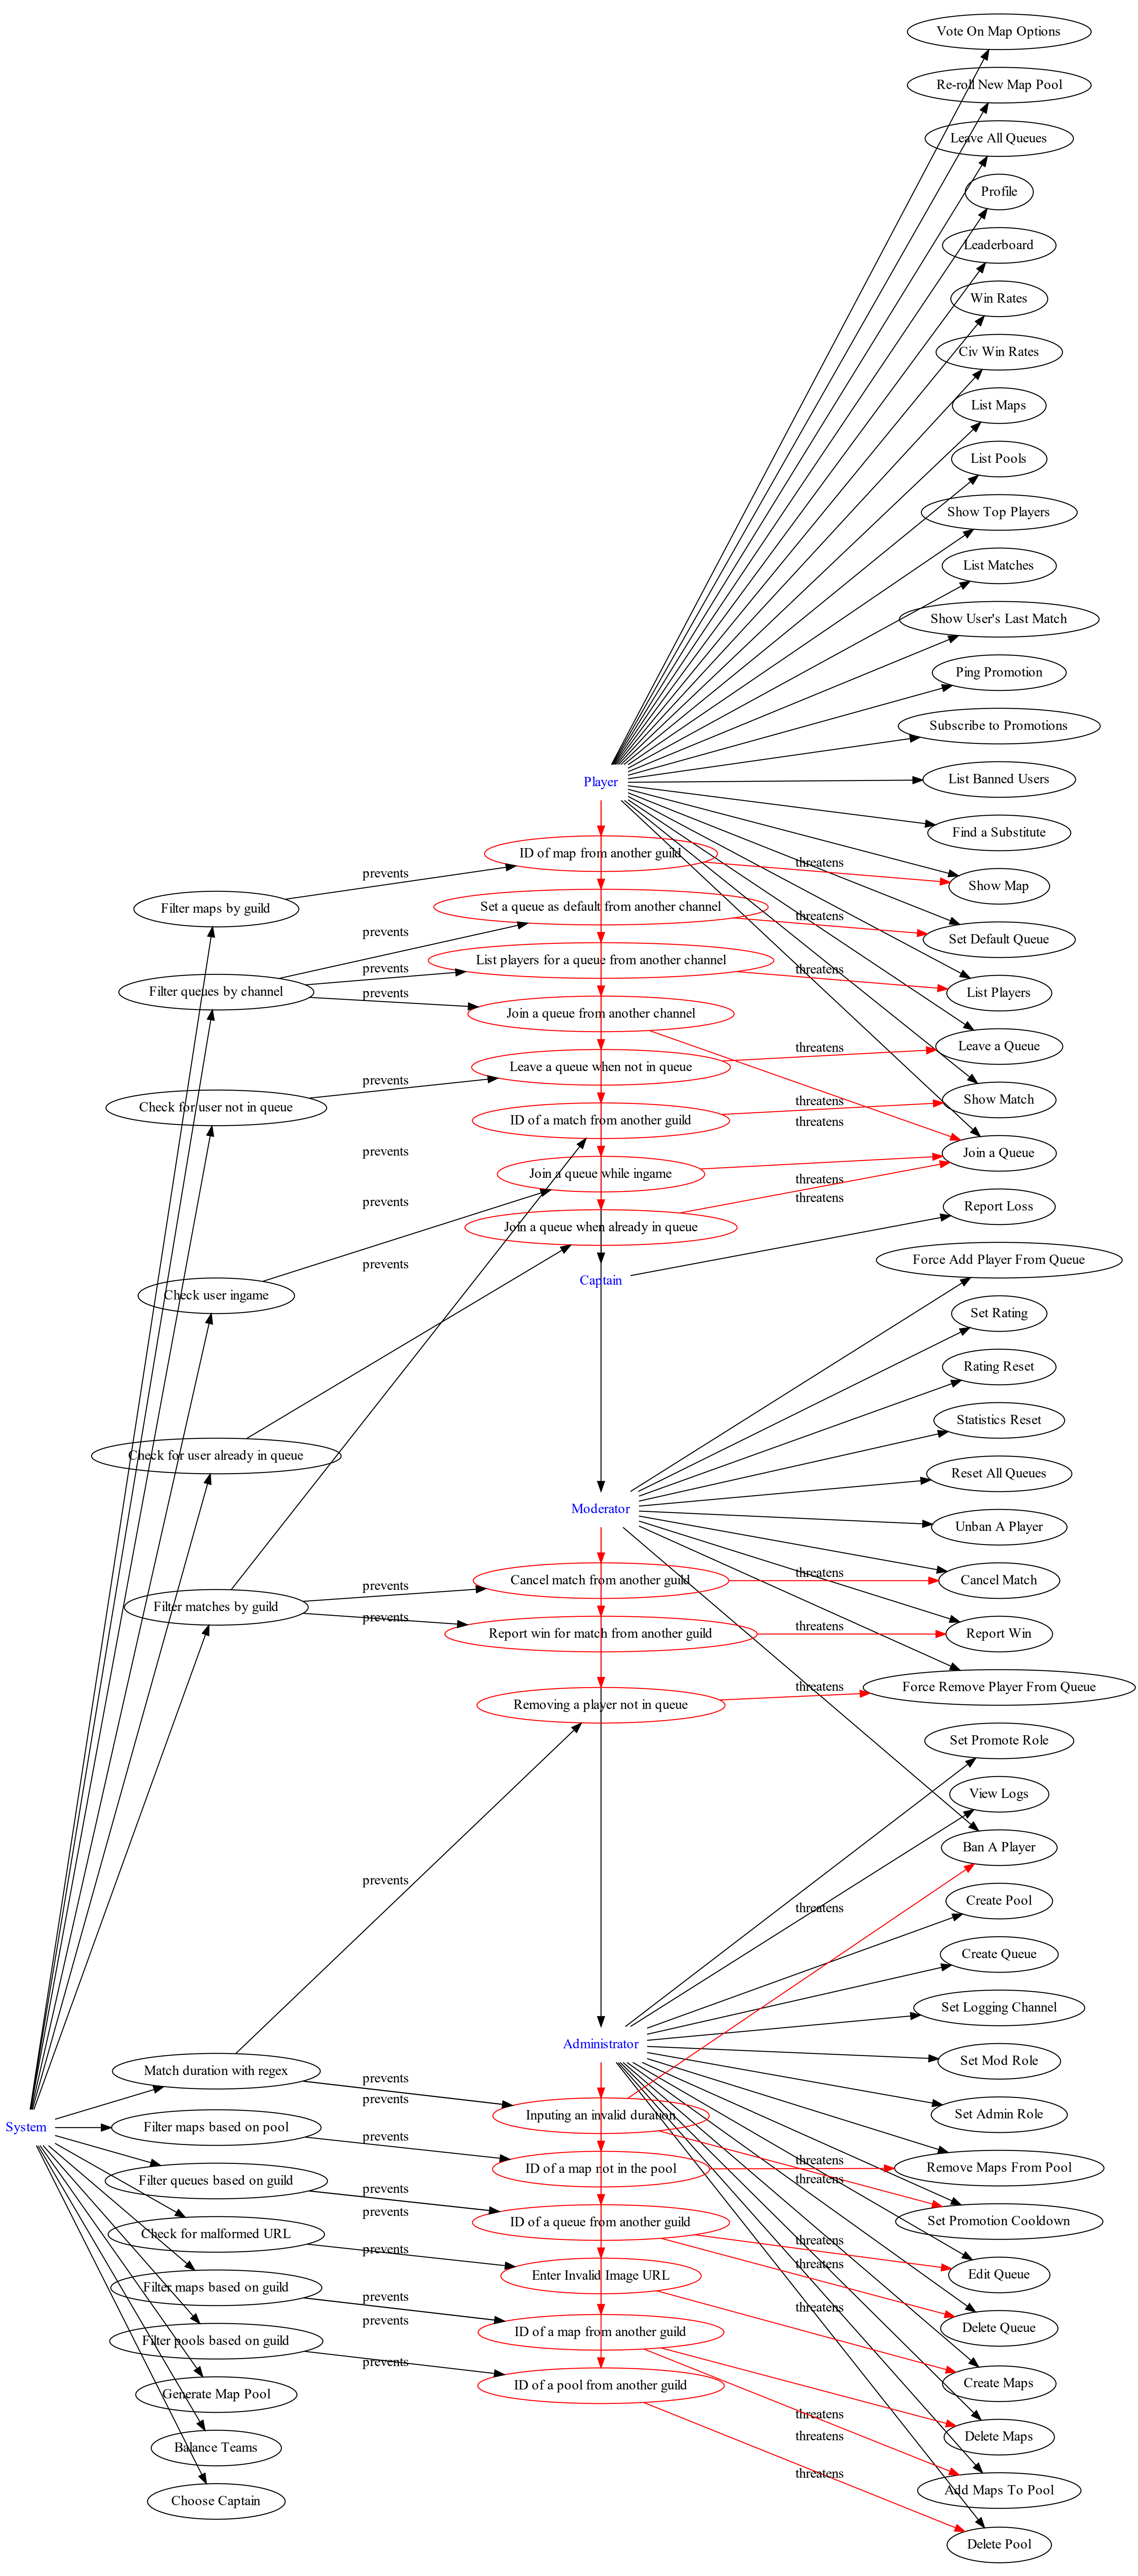 Vote On Map Options
Re-roll New Map Pool
Leave All Queues
Profile
Leaderboard
Win Rates
Civ Win Rates
List Maps
List Pools
Show Top Players
List Matches
Show User's Last Match
Ping Promotion
Subscribe to Promotions
List Banned Users
Player
Find a Substitute
ID of map from another guild
threatens
prevents
Show Map
Filter maps by guild
Set a queue as default from another channel
threatens
prevents
Set Default Queue
List players for a queue from another channel
prevents
threatens
Filter queues by channel
prevents
List Players
Join a queue from another channel
Leave a Queue
threatens
Leave a queue when not in queue
prevents
Check for user not in queue
Show Match
threatens
ID of a match from another guild
threatens
prevents
Join a Queue
Join a queue while ingame
threatens
threatens
prevents
Report Loss
Join a queue when already in queue
prevents
Force Add Player From Queue
Captain
Check user ingame
Set Rating
Rating Reset
Statistics Reset
Check for user already in queue
Reset All Queues
Moderator
Unban A Player
threatens
Cancel match from another guild
Cancel Match
prevents
Filter matches by guild
prevents
threatens
Report win for match from another guild
Report Win
threatens
Force Remove Player From Queue
Removing a player not in queue
Set Promote Role
View Logs
Ban A Player
prevents
Create Pool
threatens
Create Queue
Set Logging Channel
Administrator
Set Mod Role
Match duration with regex
prevents
prevents
Set Admin Role
Inputing an invalid duration
System
Filter maps based on pool
prevents
threatens
Remove Maps From Pool
ID of a map not in the pool
threatens
Filter queues based on guild
prevents
prevents
Set Promotion Cooldown
ID of a queue from another guild
Check for malformed URL
threatens
prevents
threatens
Edit Queue
Enter Invalid Image URL
Filter maps based on guild
prevents
threatens
prevents
Delete Queue
ID of a map from another guild
Filter pools based on guild
prevents
Create Maps
ID of a pool from another guild
Generate Map Pool
threatens
threatens
Delete Maps
Balance Teams
threatens
Add Maps To Pool
Choose Captain
Delete Pool